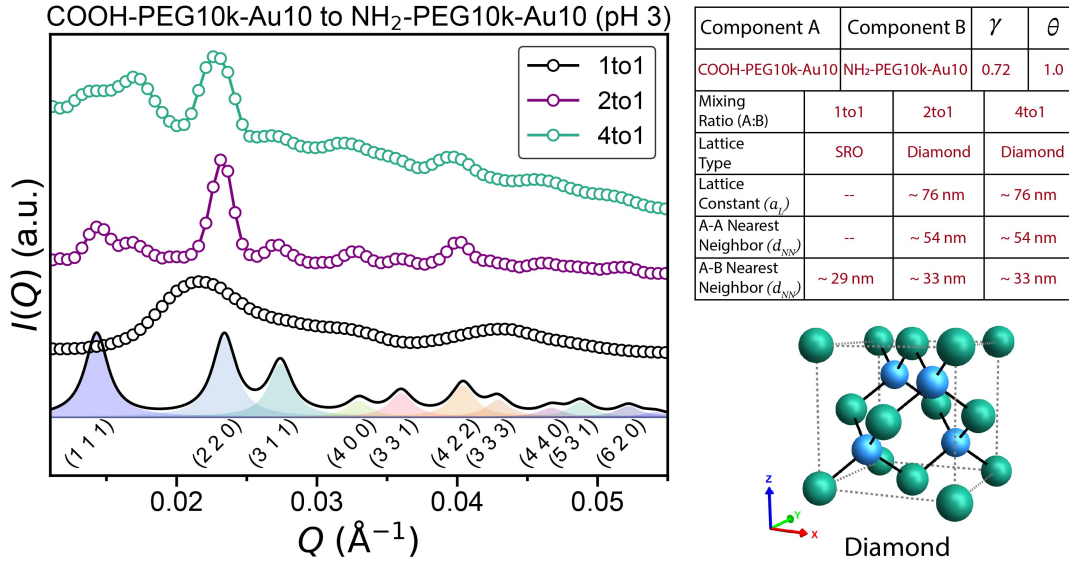 COOH-PEG10k-Au10 to NH₂-PEG10k-Au10 (pH 3)
1to1
2to1
4to1
I(Q) (a.u.)
(1 1 1)
(2 2 0)
(3 1 1)
(4 0 0)
(3 3 1)
(4 2 2)
(3 3 3)
(4 4 0)
(5 3 1)
(6 2 0)
0.02
0.03
0.04
0.05
Q (Å⁻¹)
Component A Component B γ θ
COOH-PEG10k-Au10 NH₂-PEG10k-Au10 0.72 1.0
Mixing
Ratio (A:B) 1to1 2to1 4to1
Lattice
Type SRO Diamond Diamond
Lattice
Constant (a_L) -- ~ 76 nm ~ 76 nm
A-A Nearest
Neighbor (d_NN) -- ~ 54 nm ~ 54 nm
A-B Nearest
Neighbor (d_NN) ~ 29 nm ~ 33 nm ~ 33 nm
Z
Y
X
Diamond